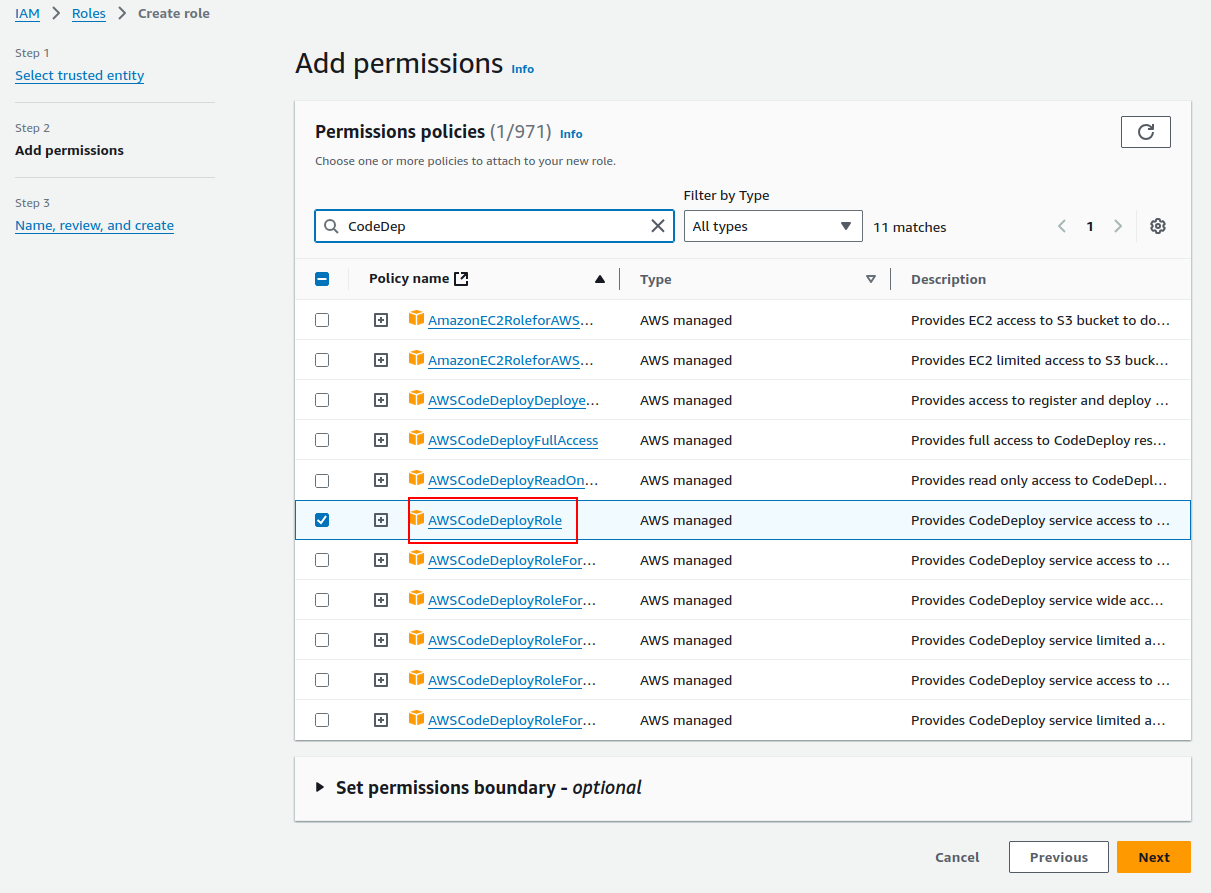 IAM > Roles > Create role
Step 1
Select trusted entity
Step 2
Add permissions
Step 3
Name, review, and create
Add permissions Info
Permissions policies (1/971) Info
Choose one or more policies to attach to your new role.
Filter by Type
CodeDep All types 11 matches 1
Policy name Type Description
AmazonEC2RoleforAWS... AWS managed Provides EC2 access to S3 bucket to do...
AmazonEC2RoleforAWS... AWS managed Provides EC2 limited access to S3 buck...
AWSCodeDeployDeploye... AWS managed Provides access to register and deploy ...
AWSCodeDeployFullAccess AWS managed Provides full access to CodeDeploy res...
AWSCodeDeployReadOn... AWS managed Provides read only access to CodeDepl...
AWSCodeDeployRole AWS managed Provides CodeDeploy service access to ...
AWSCodeDeployRoleFor... AWS managed Provides CodeDeploy service access to ...
AWSCodeDeployRoleFor... AWS managed Provides CodeDeploy service wide acc...
AWSCodeDeployRoleFor... AWS managed Provides CodeDeploy service limited a...
AWSCodeDeployRoleFor... AWS managed Provides CodeDeploy service access to ...
AWSCodeDeployRoleFor... AWS managed Provides CodeDeploy service limited a...
Set permissions boundary - optional
Cancel Previous Next